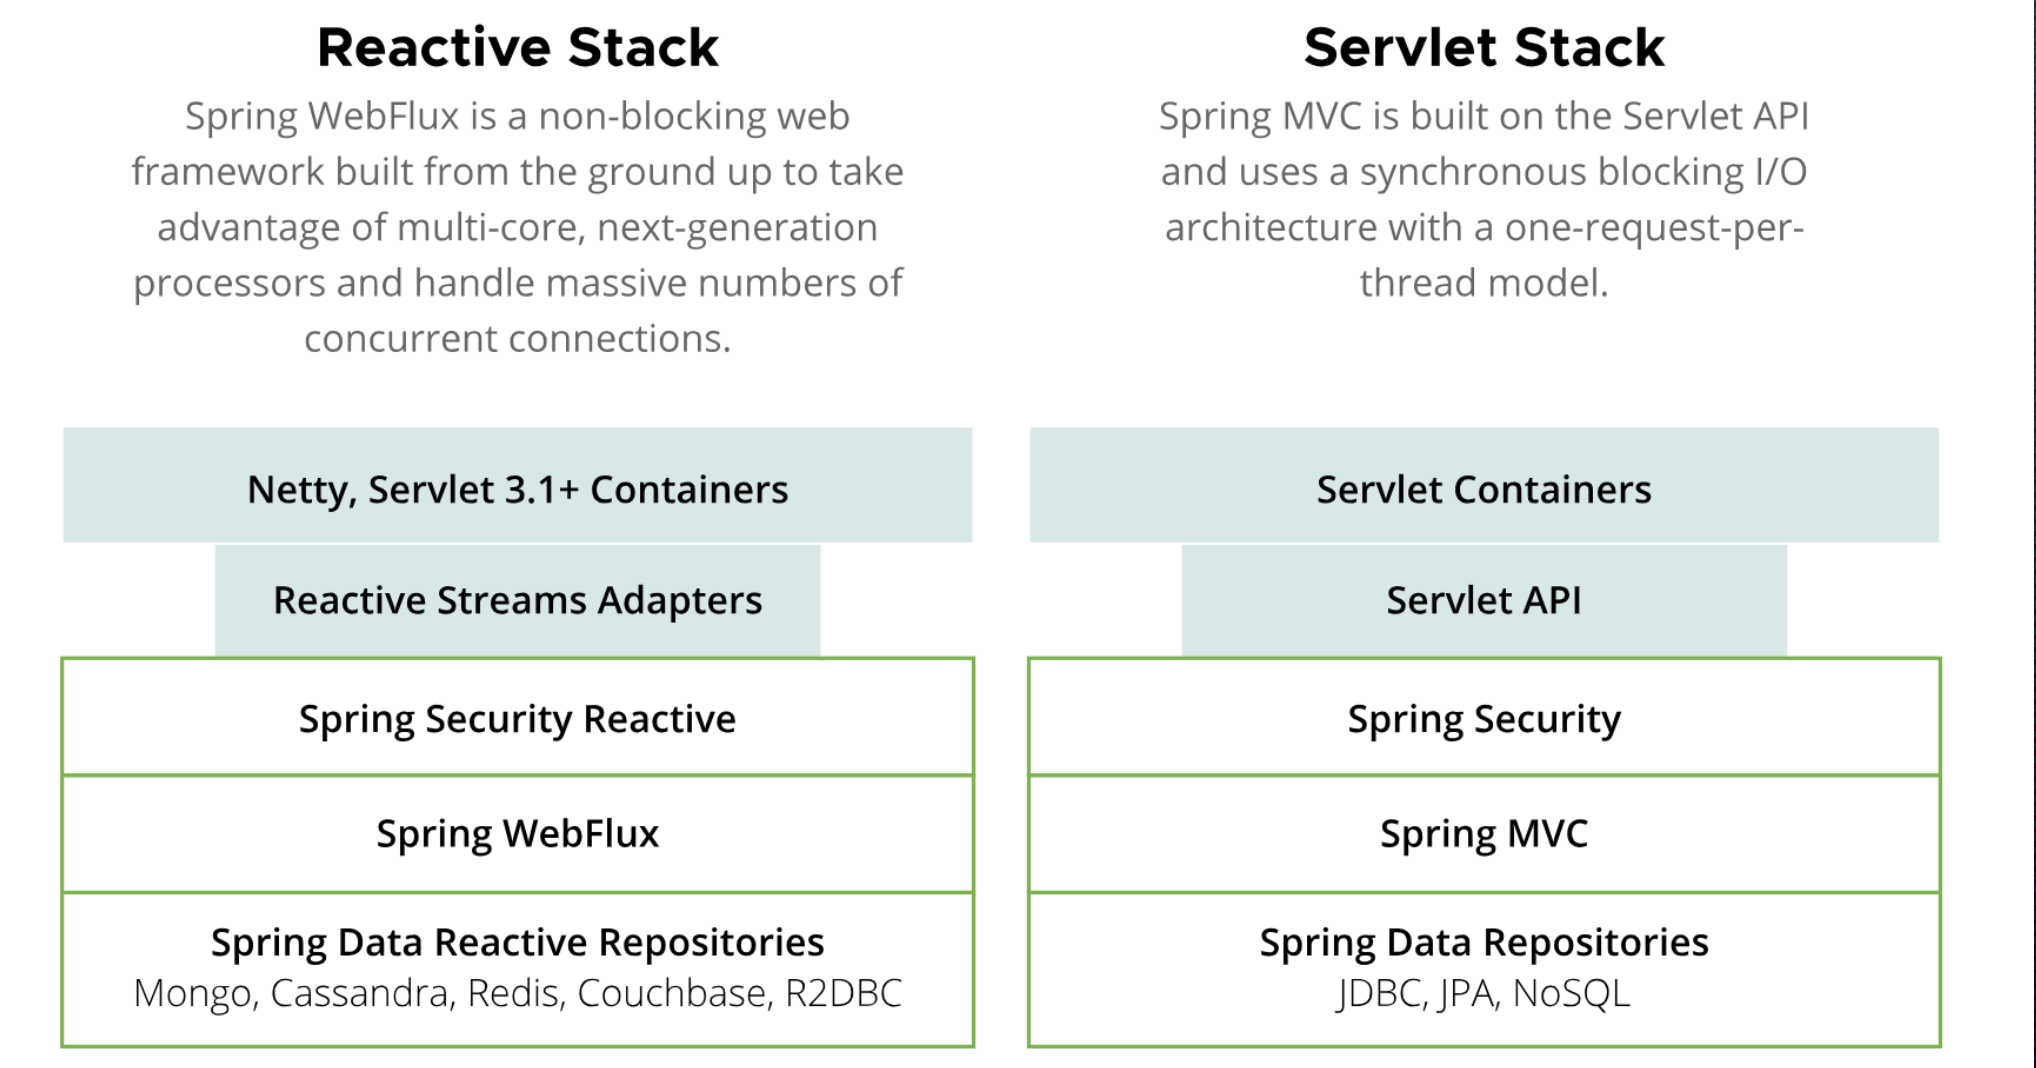 Reactive Stack
Spring WebFlux is a non-blocking web
framework built from the ground up to take
advantage of multi-core, next-generation
processors and handle massive numbers of
concurrent connections.
Netty, Servlet 3.1+ Containers
Reactive Streams Adapters
Spring Security Reactive
Spring WebFlux
Spring Data Reactive Repositories
Mongo, Cassandra, Redis, Couchbase, R2DBC
Servlet Stack
Spring MVC is built on the Servlet API
and uses a synchronous blocking I/O
architecture with a one-request-per-
thread model.
Servlet Containers
Servlet API
Spring Security
Spring MVC
Spring Data Repositories
JDBC, JPA, NoSQL